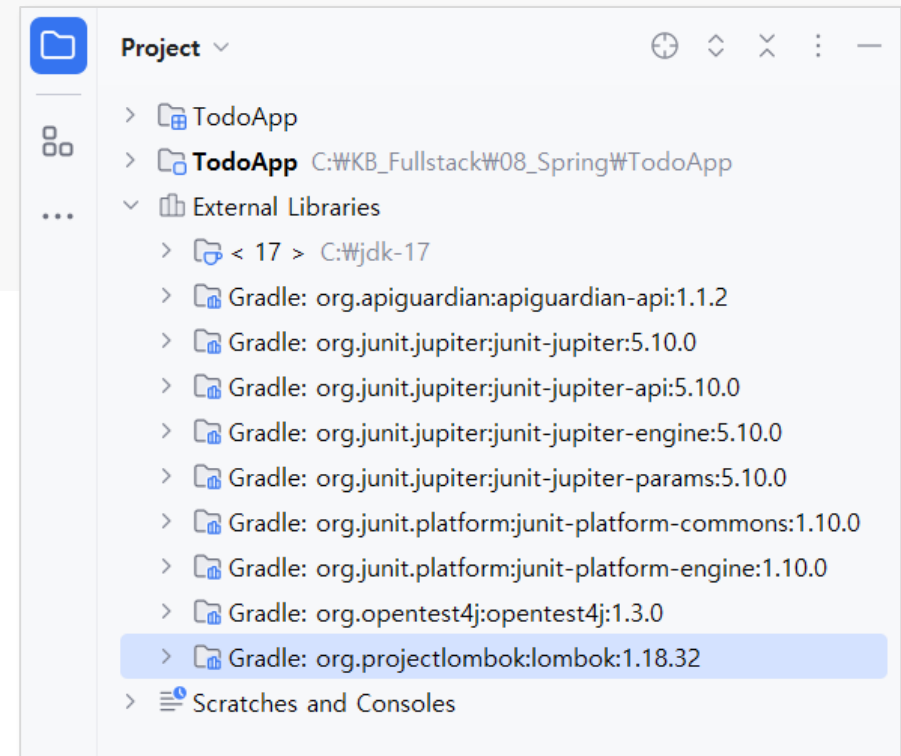 Project
TodoApp
TodoApp C:₩KB_Fullstack₩08_Spring₩TodoApp
External Libraries
< 17 > C:₩jdk-17
Gradle: org.apiguardian:apiguardian-api:1.1.2
Gradle: org.junit.jupiter:junit-jupiter:5.10.0
Gradle: org.junit.jupiter:junit-jupiter-api:5.10.0
Gradle: org.junit.jupiter:junit-jupiter-engine:5.10.0
Gradle: org.junit.jupiter:junit-jupiter-params:5.10.0
Gradle: org.junit.platform:junit-platform-commons:1.10.0
Gradle: org.junit.platform:junit-platform-engine:1.10.0
Gradle: org.opentest4j:opentest4j:1.3.0
Gradle: org.projectlombok:lombok:1.18.32
Scratches and Consoles